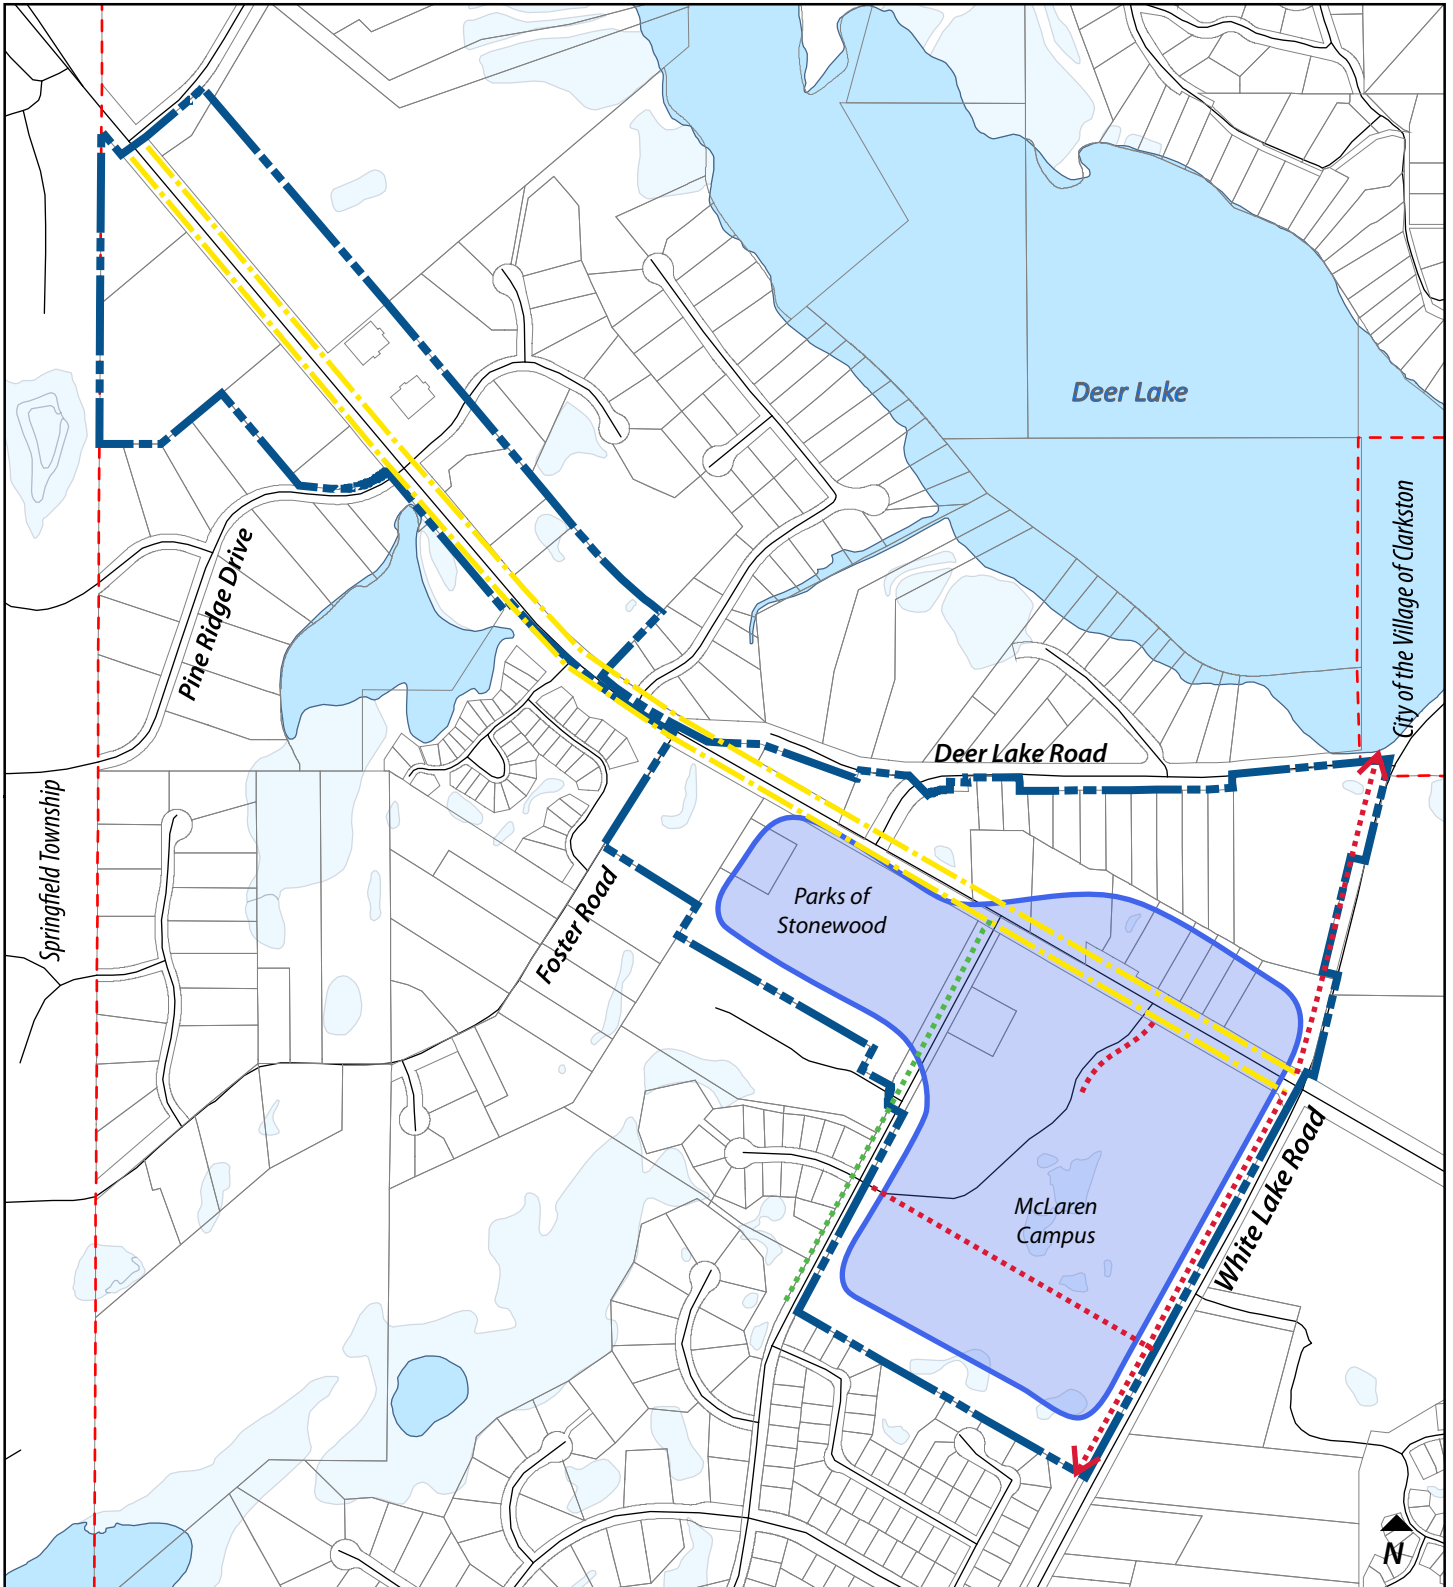 Deer Lake
City of the Village of Clarkston
Pine Ridge Drive
Deer Lake Road
Springfield Township
Foster Road
Parks of
Stonewood
McLaren
Campus
White Lake Road
N